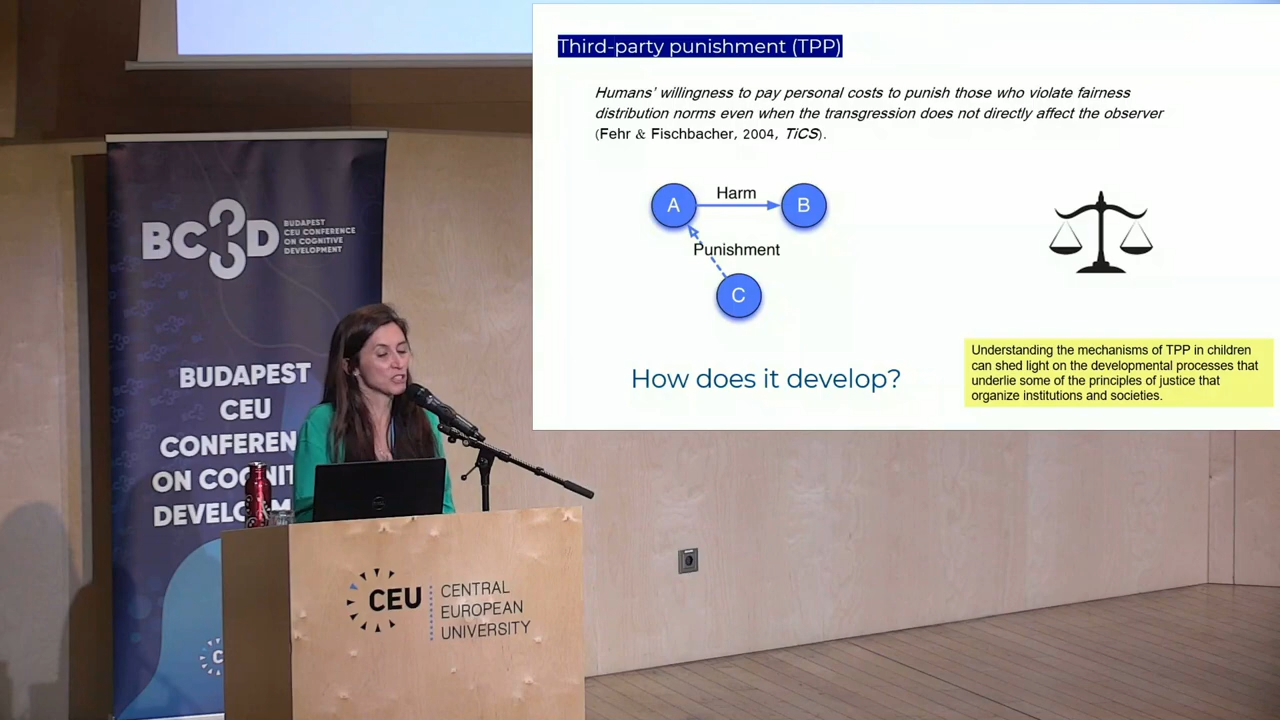 Third-party punishment (TPP)
Humans' willingness to pay personal costs to punish those who violate fairness
distribution norms even when the transgression does not directly affect the observer
(Fehr & Fischbacher, 2004, TiCS).
A
Harm
B
Punishment
C
How does it develop?
Understanding the mechanisms of TPP in children
can shed light on the developmental processes that
underlie some of the principles of justice that
organize institutions and societies.
BC3D
BUDAPEST
CEU CONFERENCE
ON COGNITIVE
DEVELOPMENT
BUDAPEST
CEU
CONFEREN
ON COGNIT
DEVELO
CEU
CENTRAL
EUROPEAN
UNIVERSITY